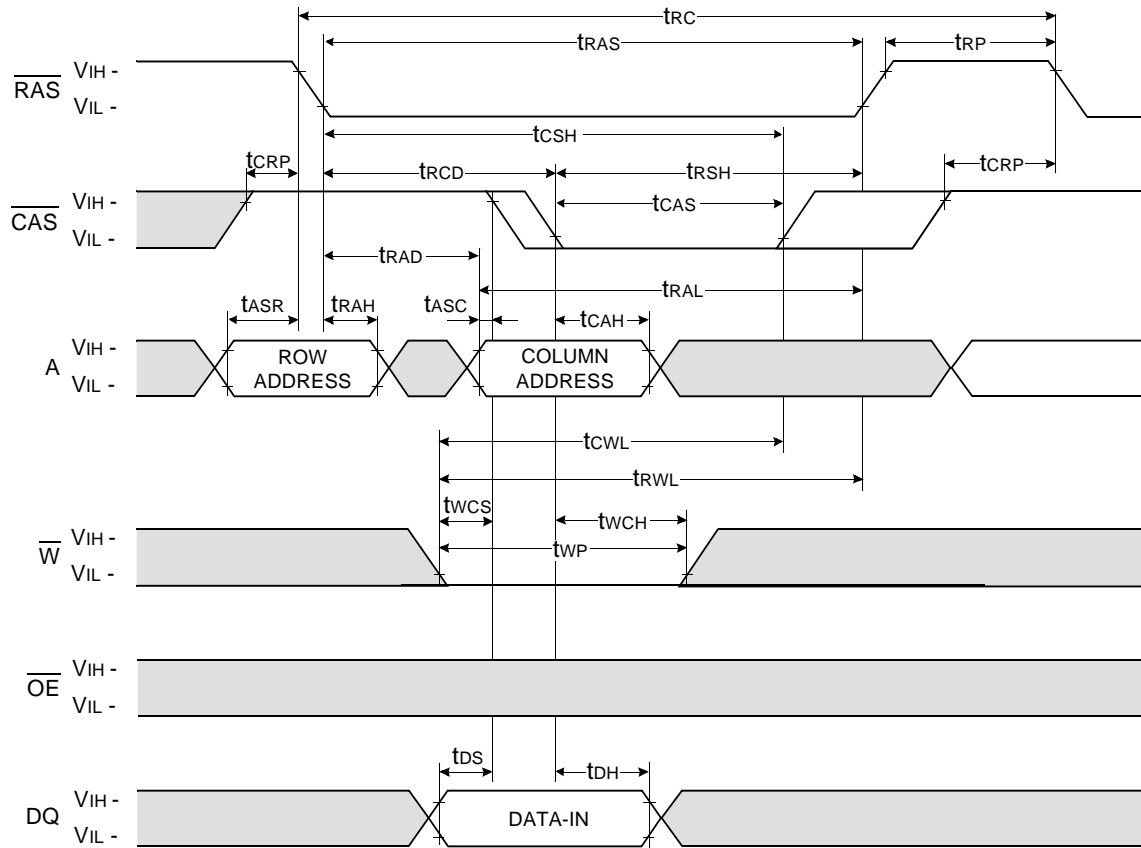 tRC
tRAS
tRP
RAS
VIH -
VIL -
tCSH
tCRP
tRCD
tRSH
tCRP
CAS
VIH -
VIL -
tCAS
tRAD
tRAL
tASR
tRAH
tASC
tCAH
A
VIH -
VIL -
ROW
ADDRESS
COLUMN
ADDRESS
tCWL
tRWL
tWCS
tWCH
W
VIH -
VIL -
tWP
OE
VIH -
VIL -
tDS
tDH
DQ
VIH -
VIL -
DATA-IN